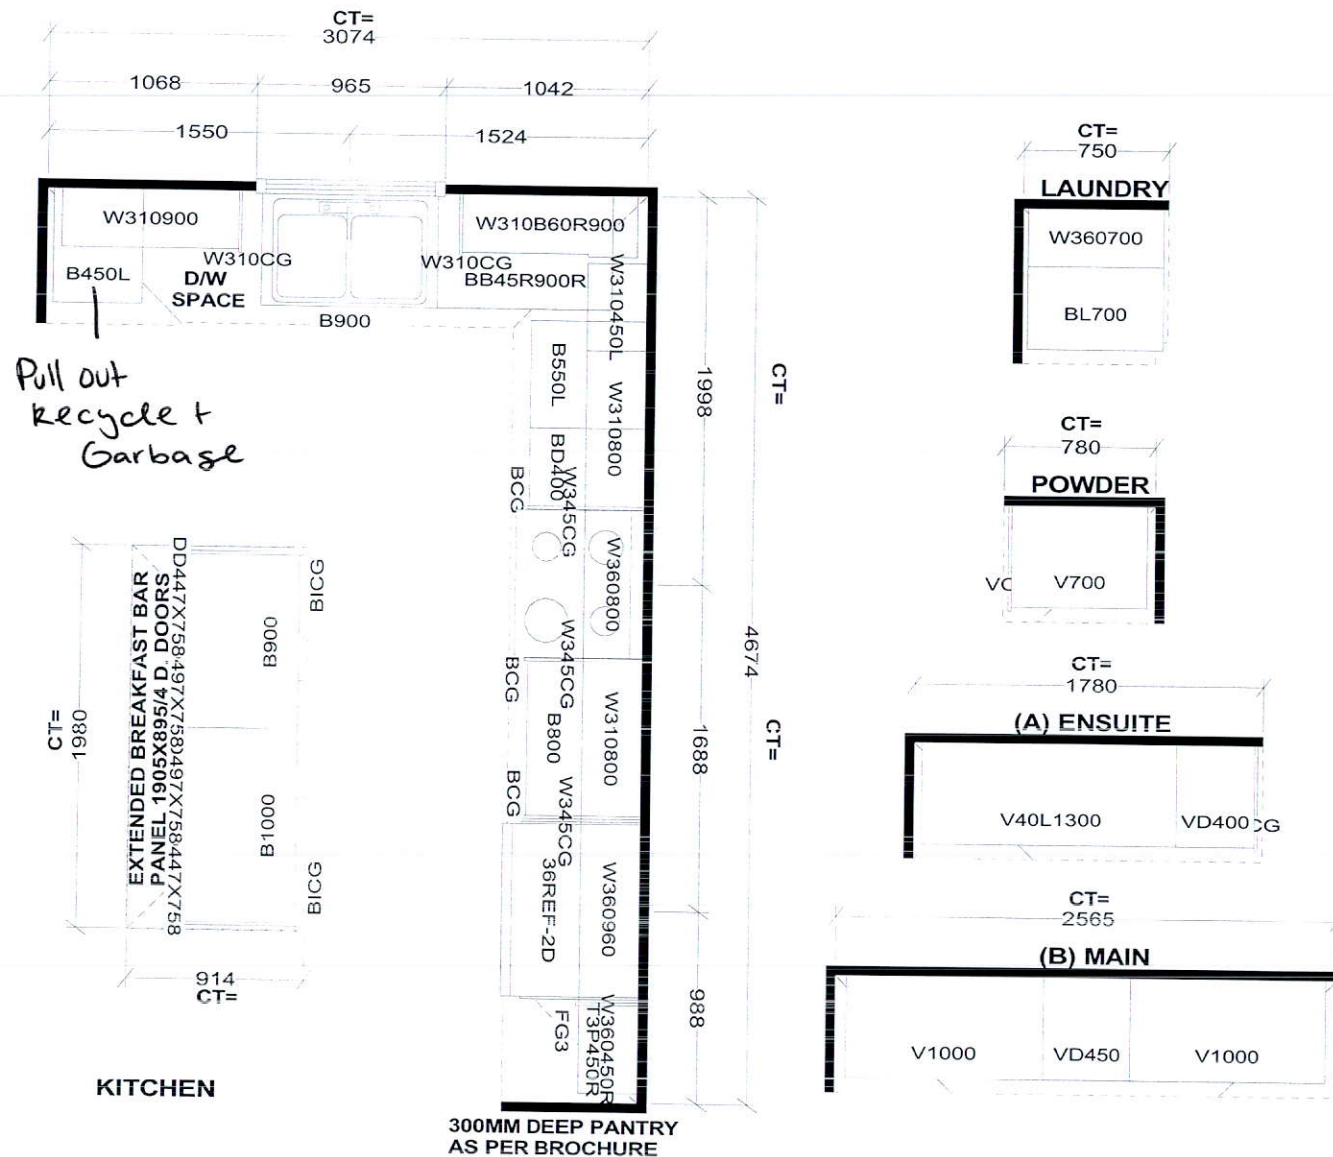 CT=
3074
1068
965
1042
1550
1524
W310900
W310CG
B450L
D/W
SPACE
B900
W310CG
W310B60R900
BB45R900R
W310450L
Pull out
Recycle +
Garbage
B550L
W310800
BD400
BCG
W345CG
W360800
W345CG
BCG
B800
W310800
BCG
W345CG
36REF-2D
W360960
FG3
W360450R
T3P450R
1998
CT=
4674
1688
CT=
988
CT=
1980
EXTENDED BREAKFAST BAR
PANEL 1905X895/4 D. DOORS
DD447X758
497X758
497X758
447X758
B900
B1000
BICG
BICG
914
CT=
KITCHEN
300MM DEEP PANTRY
AS PER BROCHURE
CT=
750
LAUNDRY
W360700
BL700
CT=
780
POWDER
V700
CT=
1780
(A) ENSUITE
V40L1300
VD400
CG
CT=
2565
(B) MAIN
V1000
VD450
V1000